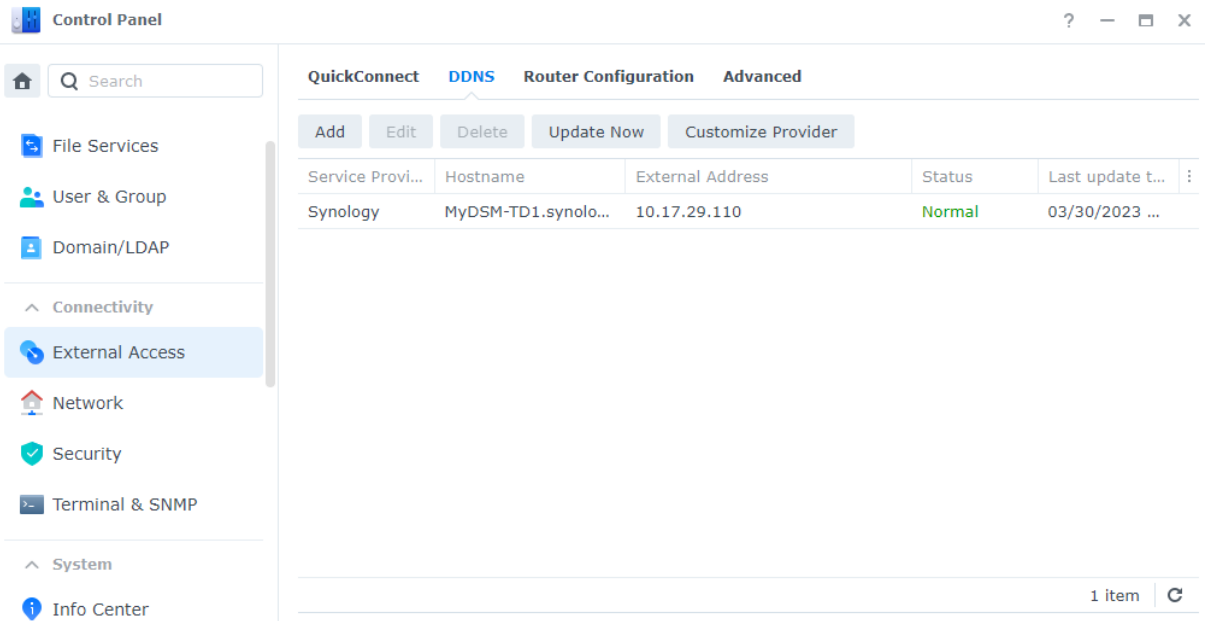 Control Panel
?
Search
File Services
User & Group
Domain/LDAP
Connectivity
External Access
Network
Security
Terminal & SNMP
System
Info Center
QuickConnect DDNS Router Configuration Advanced
Add Edit Delete Update Now Customize Provider
Service Provi... Hostname External Address Status Last update t...
Synology MyDSM-TD1.synolo... 10.17.29.110 Normal 03/30/2023 ...
1 item